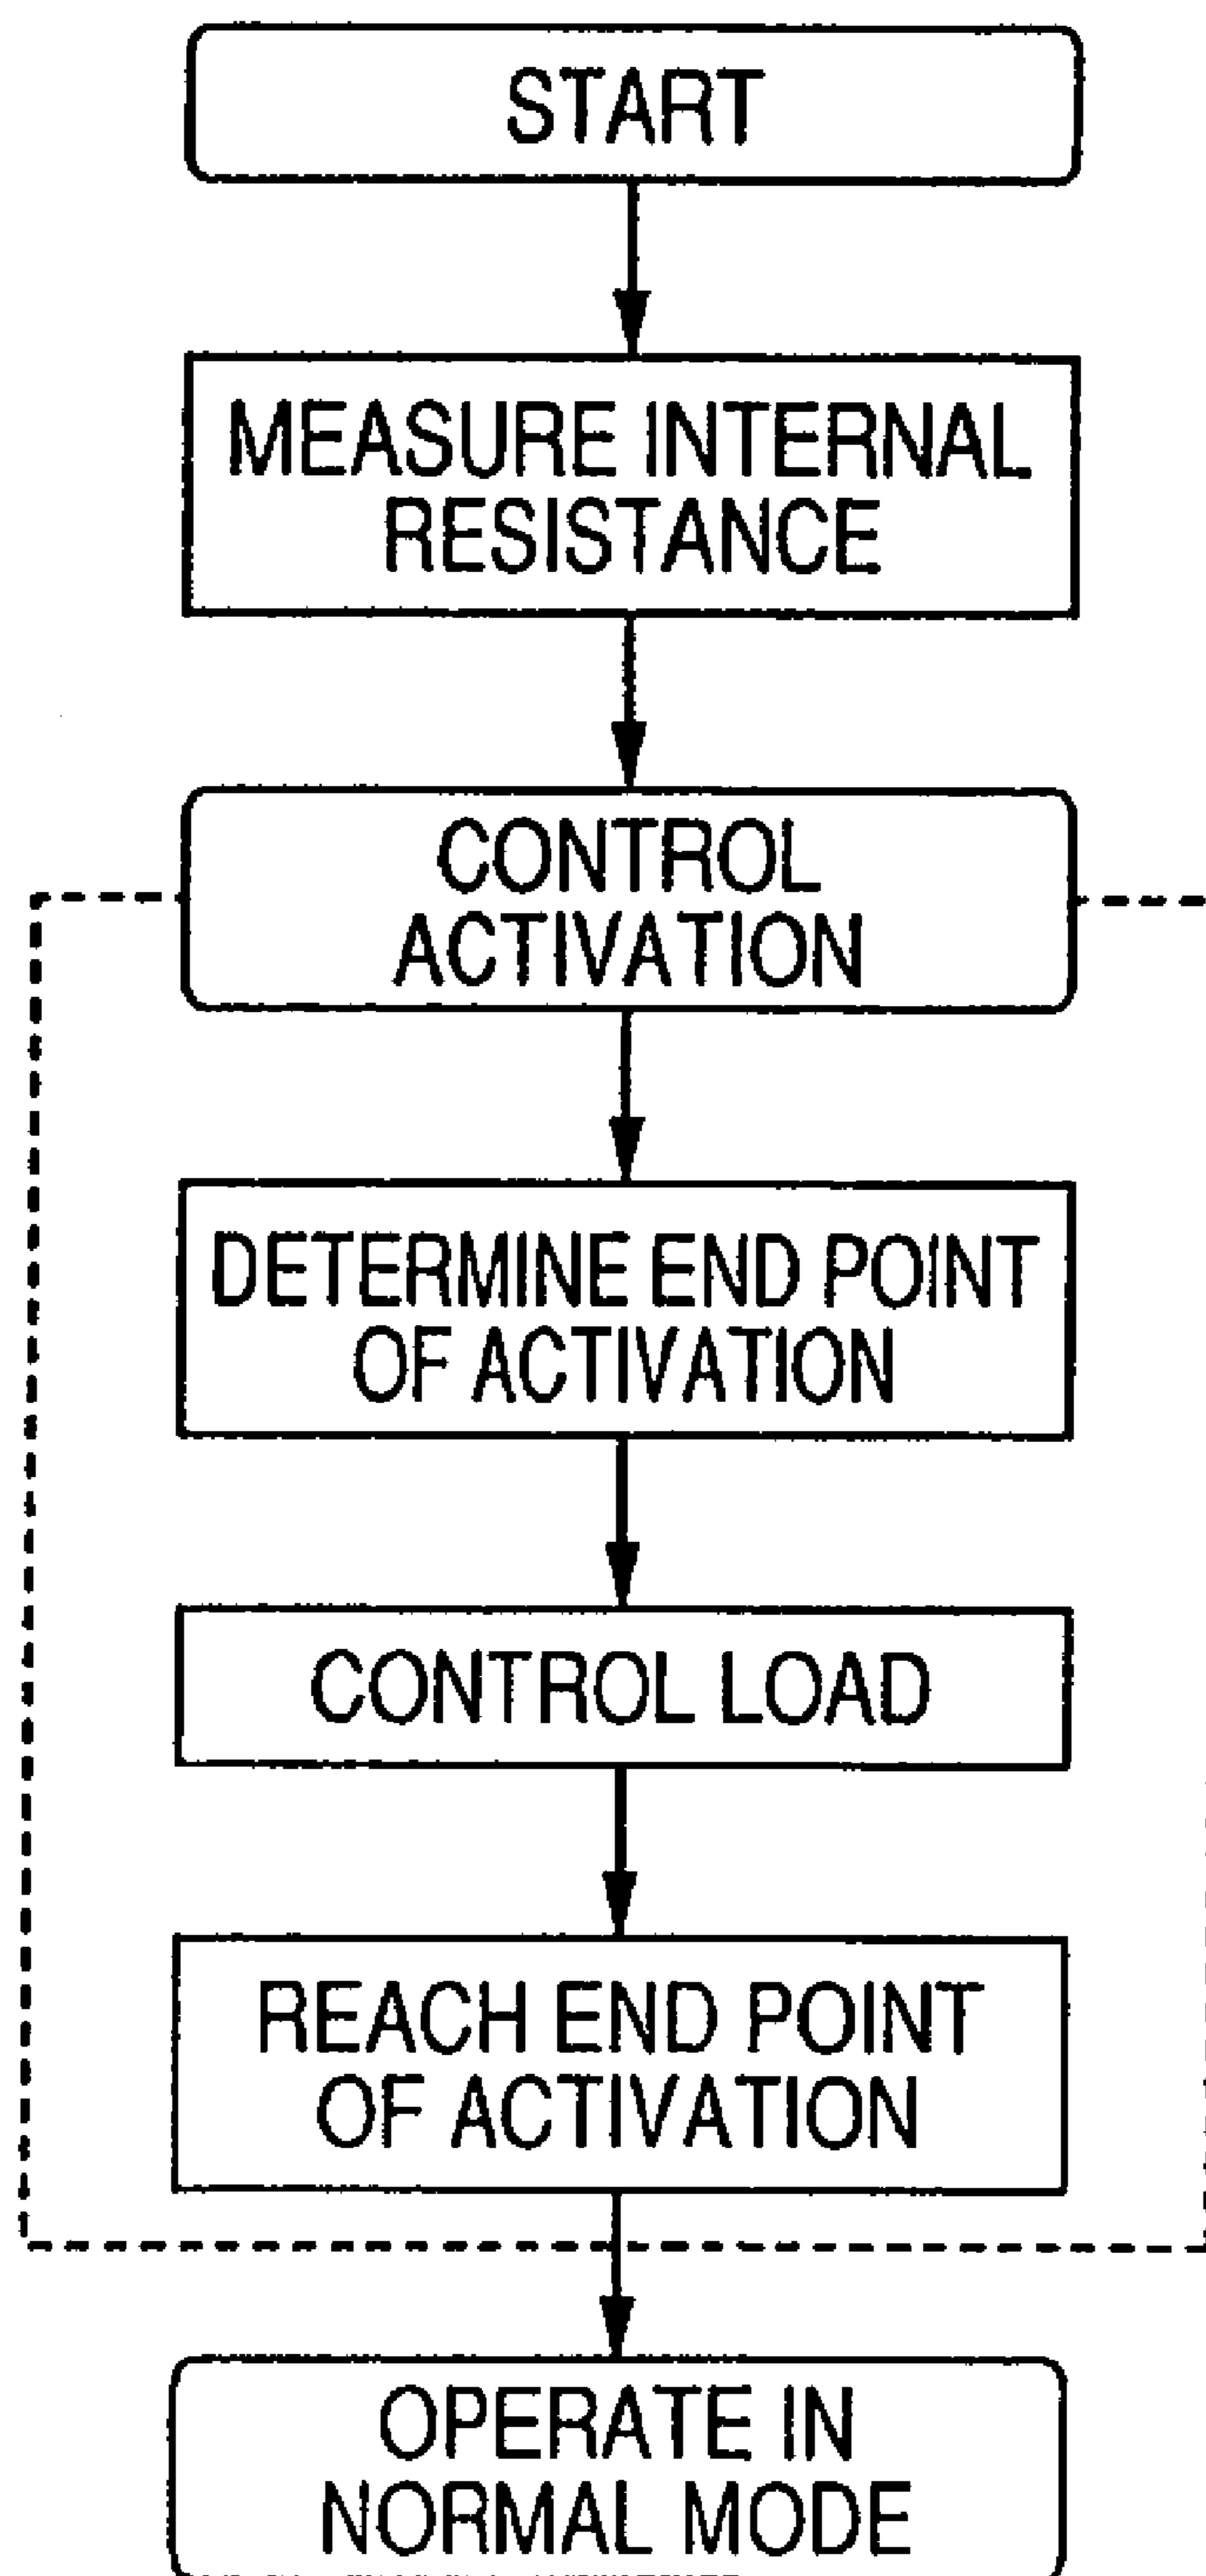 START
MEASURE INTERNAL
RESISTANCE
CONTROL
ACTIVATION
DETERMINE END POINT
OF ACTIVATION
CONTROL LOAD
REACH END POINT
OF ACTIVATION
OPERATE IN
NORMAL MODE